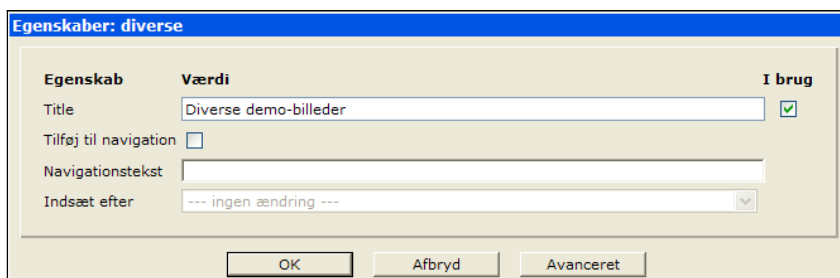 Egenskaber: diverse
Egenskab Værdi I brug
Title Diverse demo-billeder
Tilføj til navigation
Navigationstekst
Indsæt efter --- ingen ændring ---
OK Afbryd Avanceret